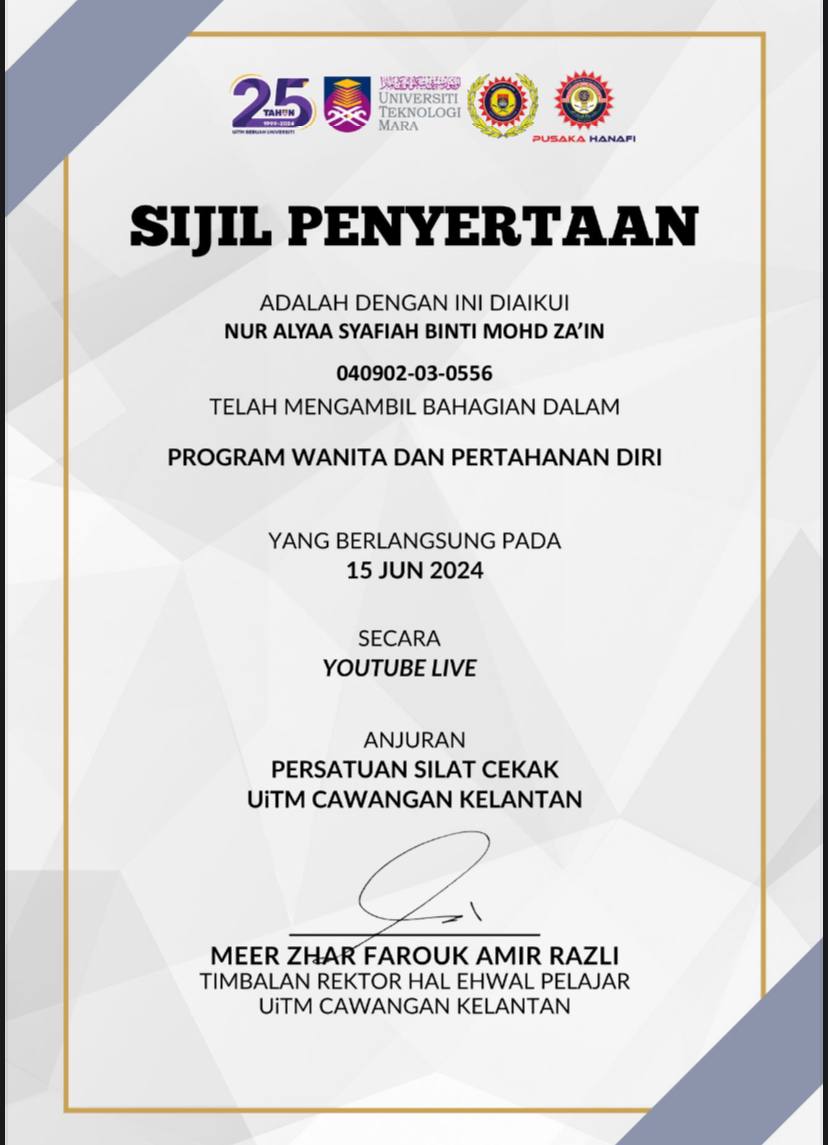 25
TAHUN
1999-2024
UiTM SEBUAH UNIVERSITI
UNIVERSITI
TEKNOLOGI
MARA
PUSAKA HANAFI
SIJIL PENYERTAAN
ADALAH DENGAN INI DIAIKUI
NUR ALYAA SYAFIAH BINTI MOHD ZA'IN
040902-03-0556
TELAH MENGAMBIL BAHAGIAN DALAM
PROGRAM WANITA DAN PERTAHANAN DIRI
YANG BERLANGSUNG PADA
15 JUN 2024
SECARA
YOUTUBE LIVE
ANJURAN
PERSATUAN SILAT CEKAK
UiTM CAWANGAN KELANTAN
MEER ZHAR FAROUK AMIR RAZLI
TIMBALAN REKTOR HAL EHWAL PELAJAR
UiTM CAWANGAN KELANTAN